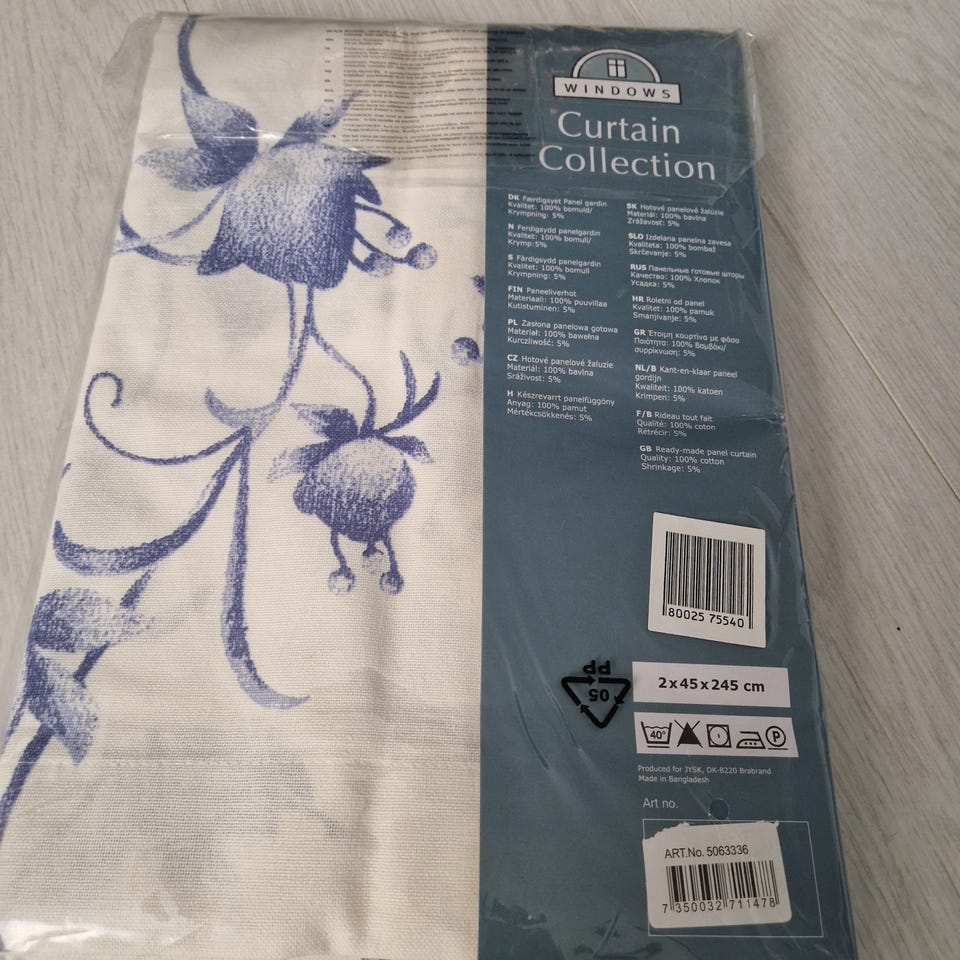 WINDOWS
Curtain
Collection
DK Færdigsyet Panel gardin
Kvalitet: 100% bomuld/
Krympning: 5%
N Ferdigsydd panelgardin
Kvalitet: 100% bomull/
Krymp:5%
S Färdigsydd panelgardin
Kvalitet: 100% bomull
Krympning: 5%
FIN Paneeliverhot
Materiaali: 100% puuvillaa
Kutistuminen: 5%
PL Zasłona panelowa gotowa
Materiał: 100% bawełna
Kurczliwość: 5%
CZ Hotové panelové žaluzie
Materiál: 100% bavlna
Sráživost: 5%
H Készrevarrt panelfüggöny
Anyag: 100% pamut
Mértékcsökkenés: 5%
SK Hotové panelové žalúzie
Materiál: 100% bavlna
Zrážavosť: 5%
SLO Izdelana panelna zavesa
Kvaliteta: 100% bombaž
Skrčevanje: 5%
RUS Панельные готовые шторы
Качество: 100% Хлопок
Усадка: 5%
HR Roletni od panel
Kvalitet: 100% pamuk
Smanjivanje: 5%
GR Έτοιμη κουρτίνα με φάσα
Ποιότητα: 100% Βαμβάκι/
συρρίκνωση: 5%
NL/B Kant-en-klaar paneel
gordijn
Kwaliteit: 100% katoen
Krimpen: 5%
F/B Rideau tout fait
Qualité: 100% coton
Rétrécir: 5%
GB Ready-made panel curtain
Quality: 100% cotton
Shrinkage: 5%
80025 75540
05
PP
2x45x245 cm
40°
P
Produced for JYSK, DK-8220 Brabrand
Made in Bangladesh
Art no.
ART.No. 5063336
7 350032 711478